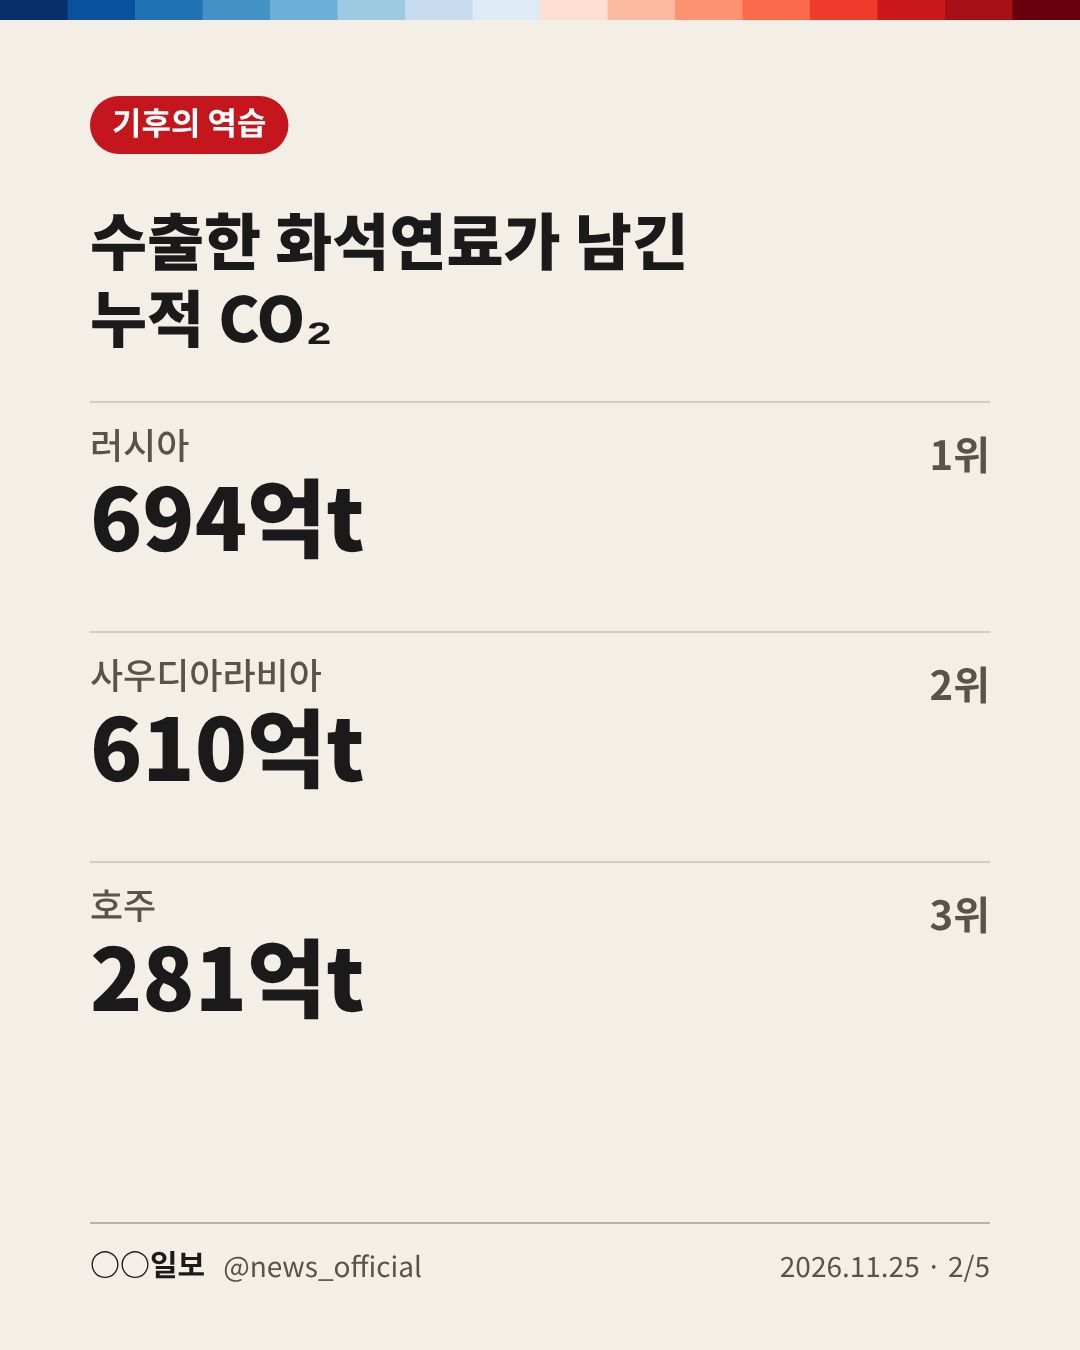 기후의 역습
수출한 화석연료가 남긴
누적 CO₂
러시아
1위
694억t
사우디아라비아
2위
610억t
호주
3위
281억t
○○일보 @news_official
2026.11.25 · 2/5